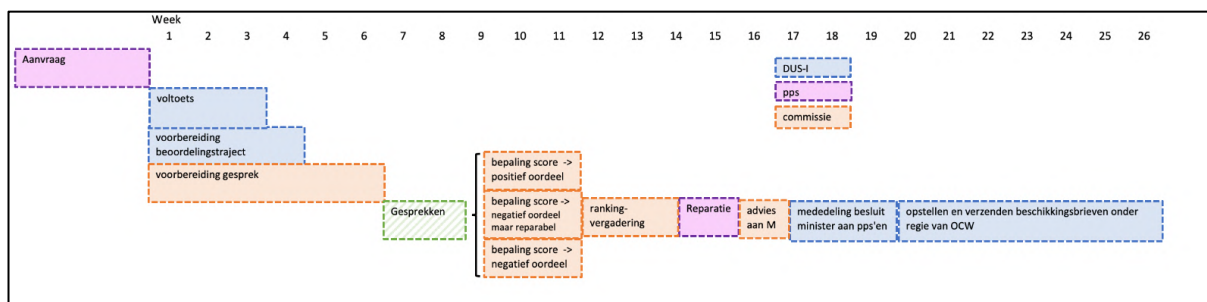 Week
1 2 3 4 5 6 7 8 9 10 11 12 13 14 15 16 17 18 19 20 21 22 23 24 25 26
Aanvraag
DUS-I
voltoets
pps
commissie
voorbereiding
beoordelingstraject
voorbereiding gesprek
bepaling score ->
positief oordeel
Gesprekken
bepaling score ->
negatief oordeel
maar reparabel
ranking-
vergadering
Reparatie
advies
aan M
mededeling besluit
minister aan pps'en
opstellen en verzenden beschikkingsbrieven onder
regie van OCW
bepaling score ->
negatief oordeel